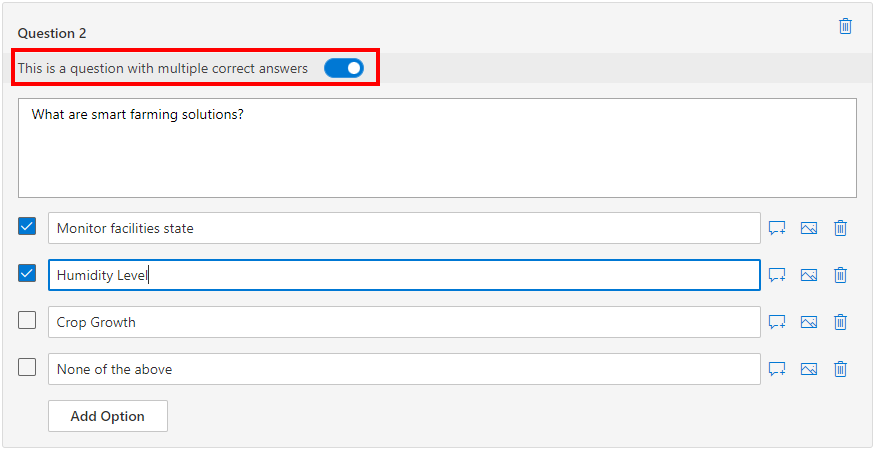 Question 2
This is a question with multiple correct answers
What are smart farming solutions?
Monitor facilities state
Humidity Level
Crop Growth
None of the above
Add Option